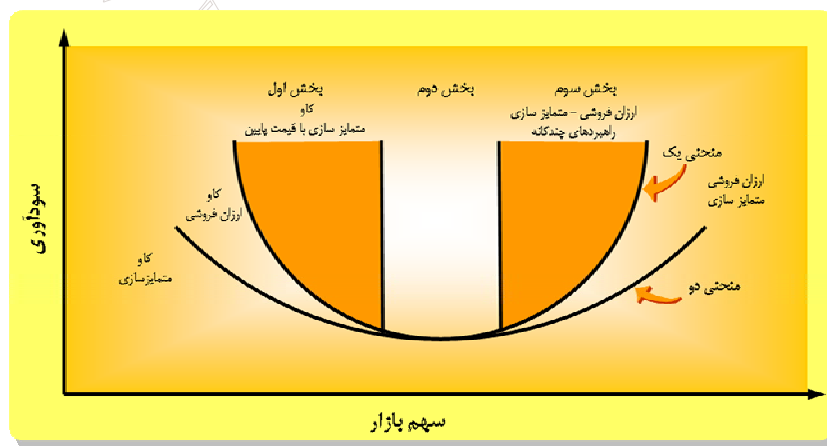 بخش اول
بخش دوم
بخش سوم
کاو
متمایز سازی با قیمت پایین
ارزان فروشی – متمایز سازی
راهبردهای چندگانه
منحنی یک
ارزان فروشی
متمایز سازی
کاو
ارزان فروشی
کاو
متمایزسازی
منحنی دو
سودآوری
سهم بازار